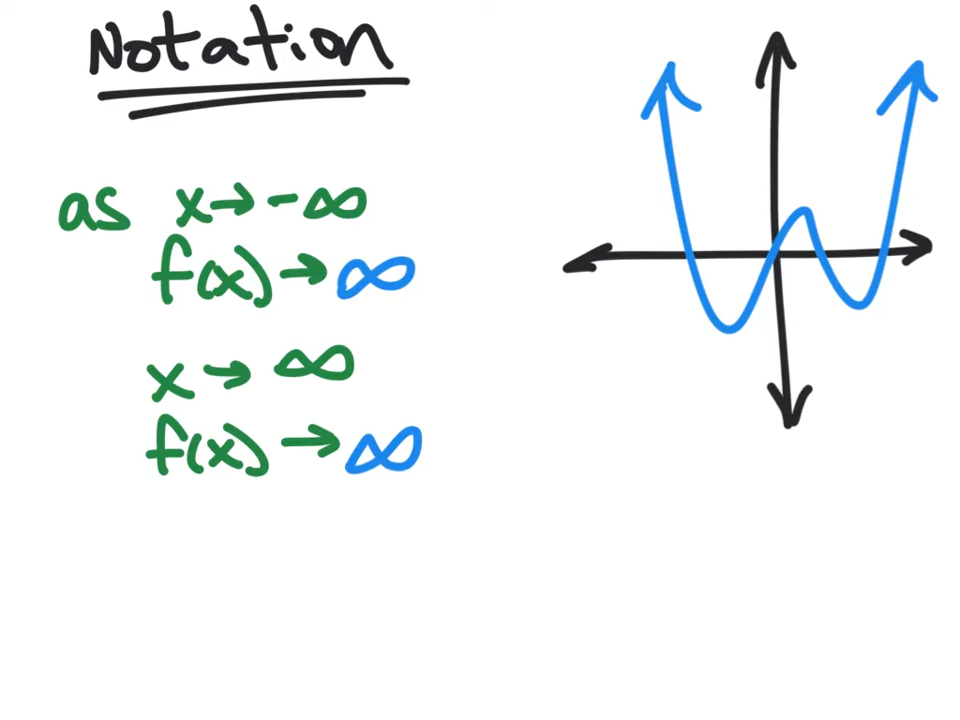 Notation
as x→-∞
f(x)→∞
x→∞
f(x)→∞